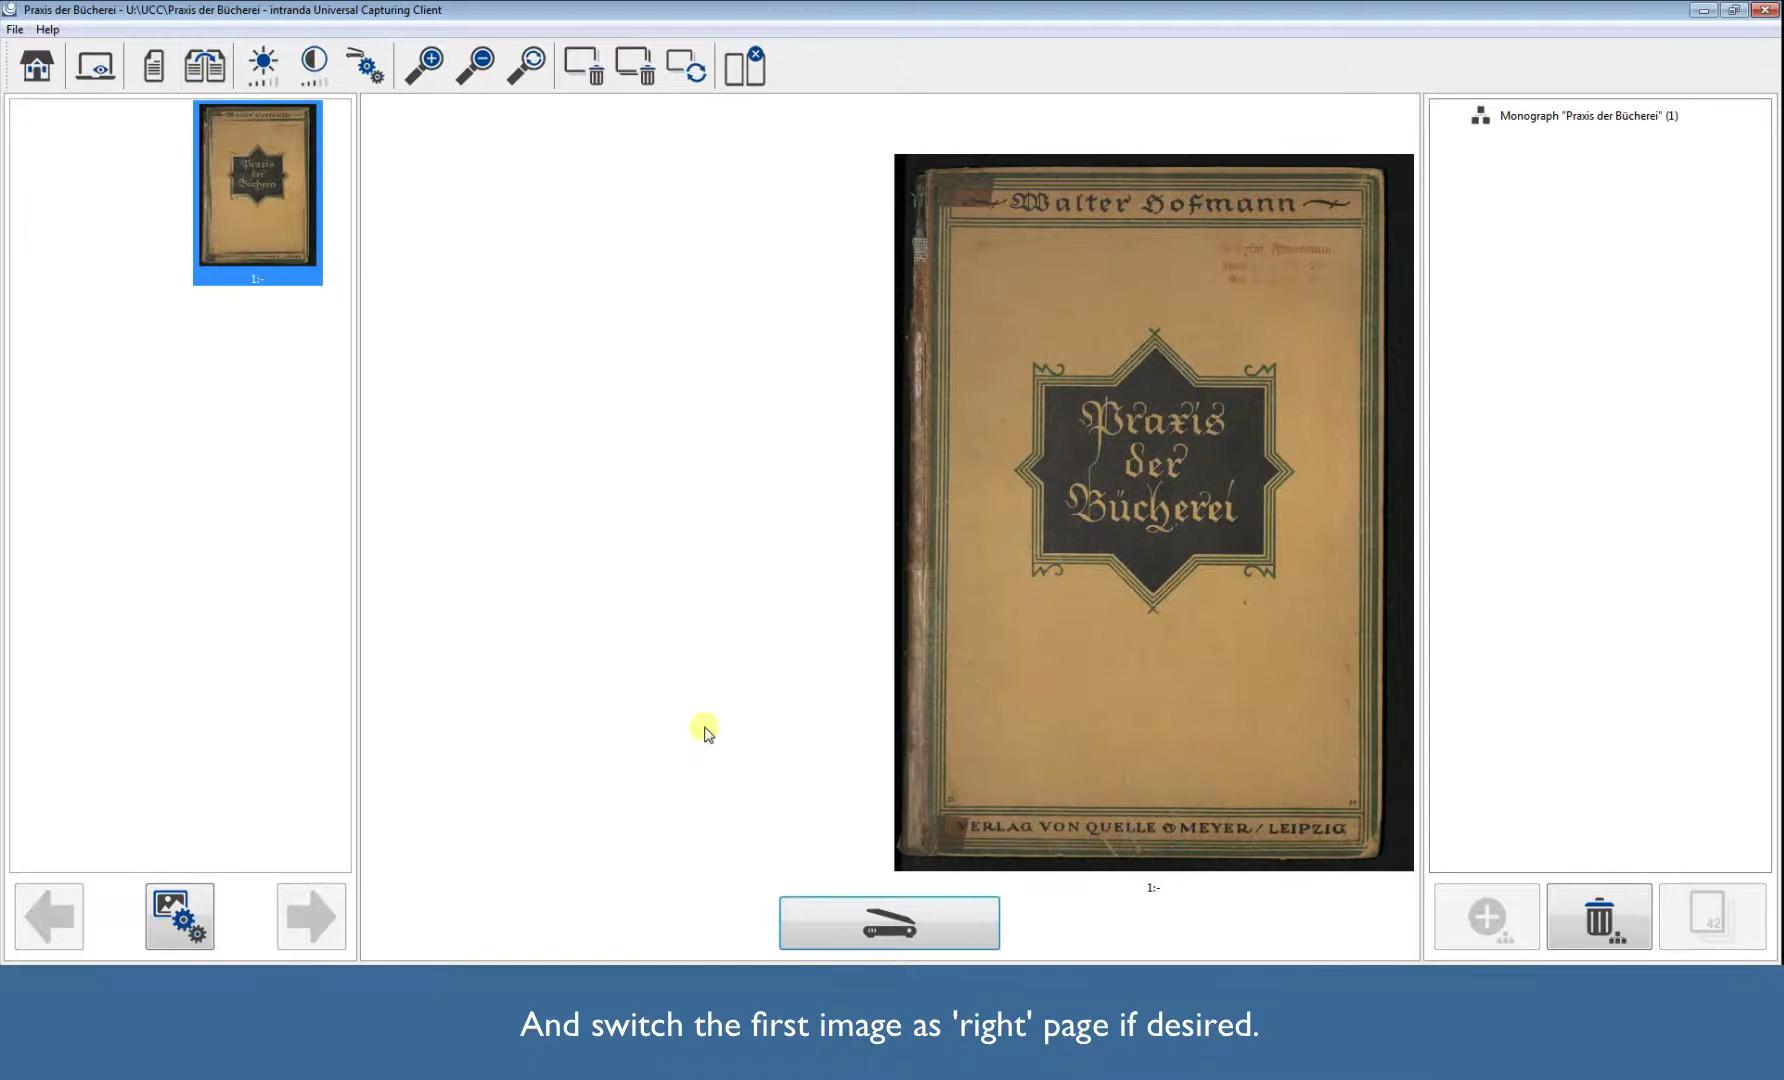 Praxis der Bücherei - U:\UCC\Praxis der Bücherei - intranda Universal Capturing Client
File Help
1:-
Walter Hofmann
Praxis
der
Bücherei
VERLAG VON QUELLE & MEYER / LEIPZIG
1:-
Monograph "Praxis der Bücherei" (1)
42
And switch the first image as 'right' page if desired.